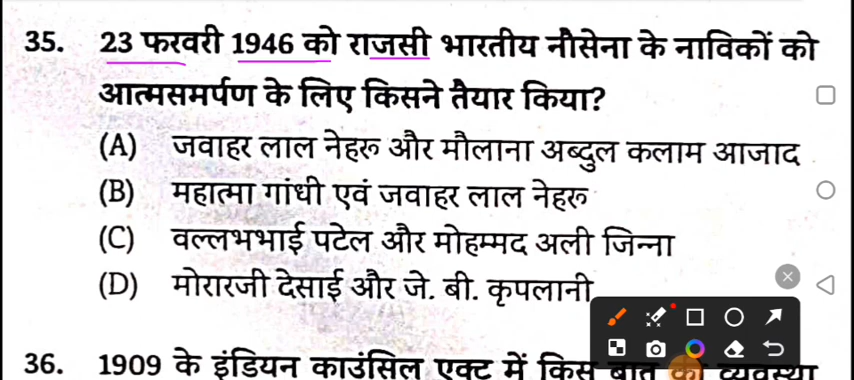 35. 23 फरवरी 1946 को राजसी भारतीय नौसेना के नाविकों को
आत्मसमर्पण के लिए किसने तैयार किया?
(A) जवाहर लाल नेहरू और मौलाना अब्दुल कलाम आजाद
(B) महात्मा गांधी एवं जवाहर लाल नेहरू
(C) वल्लभभाई पटेल और मोहम्मद अली जिन्ना
(D) मोरारजी देसाई और जे. बी. कृपलानी
36. 1909 के इंडियन काउंसिल एक्ट में किस बात की व्यवस्था